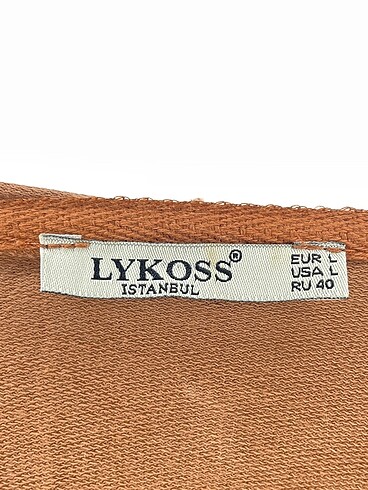 LYKOSS®
ISTANBUL
EUR L
USA L
RU 40